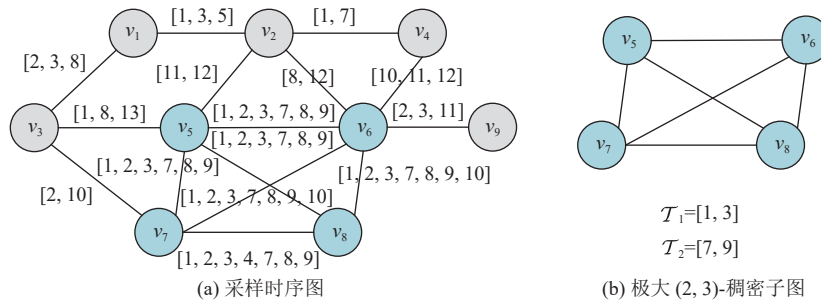 [1, 3, 5]
[1, 7]
v1
v2
v4
[2, 3, 8]
[11, 12]
[8, 12]
[10, 11, 12]
[1, 8, 13]
[1, 2, 3, 7, 8, 9]
[2, 3, 11]
v3
v5
v6
v9
[1, 2, 3, 7, 8, 9]
[1, 2, 3, 7, 8, 9]
[1, 2, 3, 7, 8, 9, 10]
[2, 10]
[1, 2, 3, 7, 8, 9, 10]
v7
v8
[1, 2, 3, 4, 7, 8, 9]
(a) 采样时序图
v5
v6
v7
v8
𝒯1=[1, 3]
𝒯2=[7, 9]
(b) 极大 (2, 3)-稠密子图